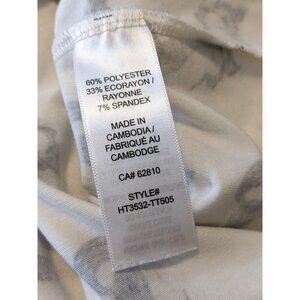 60% POLYESTER
33% ECORAYON /
RAYONNE
7% SPANDEX
MADE IN
CAMBODIA /
FABRIQUÉ AU
CAMBODGE
CA# 62810
STYLE#
HT3532-TT505